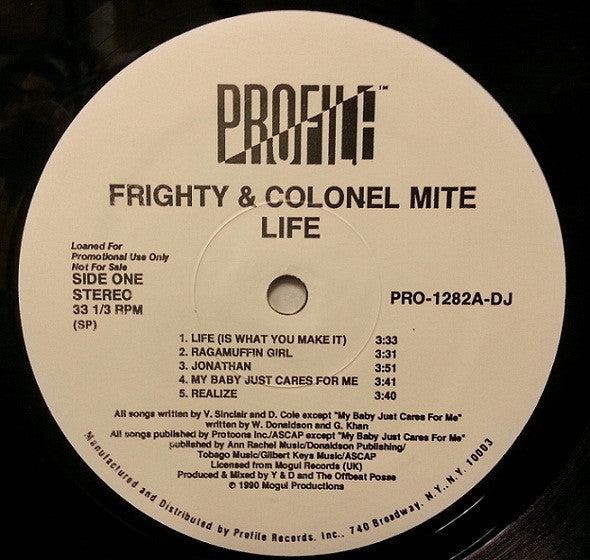 PROFILE™
FRIGHTY & COLONEL MITE
LIFE
Loaned For
Promotional Use Only
Not For Sale
SIDE ONE
STEREO
33 1/3 RPM
(SP)
PRO-1282A-DJ
1. LIFE (IS WHAT YOU MAKE IT) 3:33
2. RAGAMUFFIN GIRL 3:31
3. JONATHAN 3:51
4. MY BABY JUST CARES FOR ME 3:41
5. REALIZE 3:40
All songs written by V. Sinclair and D. Cole except "My Baby Just Cares For Me"
written by W. Donaldson and G. Khan
All songs published by Protoons Inc./ASCAP except "My Baby Just Cares For Me"
published by Ann Rachel Music/Donaldson Publishing/
Tobago Music/Gilbert Keys Music/ASCAP
Licensed from Mogul Records (UK)
Produced & Mixed by Y & D and The Offbeat Posse
℗ 1990 Mogul Productions
Manufactured and Distributed by Profile Records, Inc., 740 Broadway, N.Y., N.Y. 10003